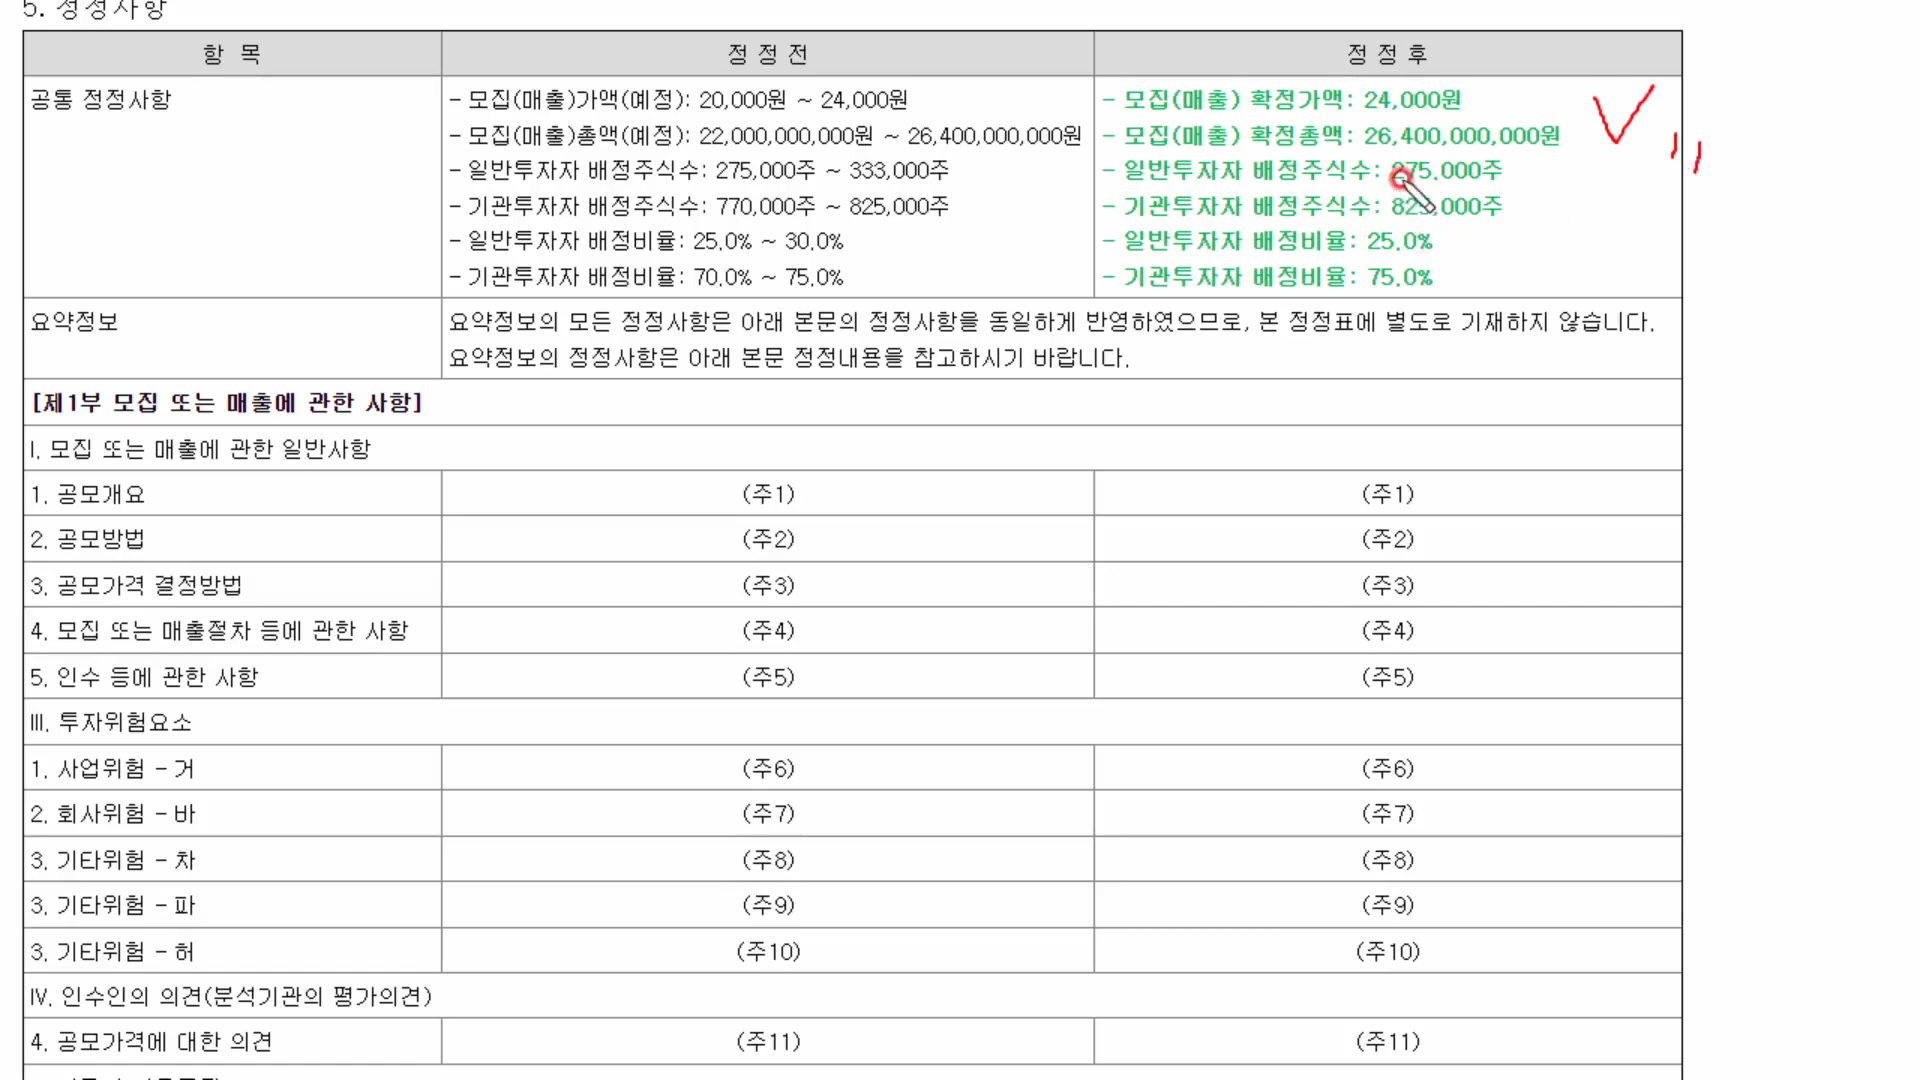 5. 정정사항
항 목
정 정 전
정 정 후
공통 정정사항
- 모집(매출)가액(예정): 20,000원 ~ 24,000원
- 모집(매출)총액(예정): 22,000,000,000원 ~ 26,400,000,000원
- 일반투자자 배정주식수: 275,000주 ~ 333,000주
- 기관투자자 배정주식수: 770,000주 ~ 825,000주
- 일반투자자 배정비율: 25.0% ~ 30.0%
- 기관투자자 배정비율: 70.0% ~ 75.0%
- 모집(매출) 확정가액: 24,000원
- 모집(매출) 확정총액: 26,400,000,000원
- 일반투자자 배정주식수: 275,000주
- 기관투자자 배정주식수: 825,000주
- 일반투자자 배정비율: 25.0%
- 기관투자자 배정비율: 75.0%
요약정보
요약정보의 모든 정정사항은 아래 본문의 정정사항을 동일하게 반영하였으므로, 본 정정표에 별도로 기재하지 않습니다.
요약정보의 정정사항은 아래 본문 정정내용을 참고하시기 바랍니다.
[제1부 모집 또는 매출에 관한 사항]
I. 모집 또는 매출에 관한 일반사항
1. 공모개요
(주1)
(주1)
2. 공모방법
(주2)
(주2)
3. 공모가격 결정방법
(주3)
(주3)
4. 모집 또는 매출절차 등에 관한 사항
(주4)
(주4)
5. 인수 등에 관한 사항
(주5)
(주5)
III. 투자위험요소
1. 사업위험 - 거
(주6)
(주6)
2. 회사위험 - 바
(주7)
(주7)
3. 기타위험 - 차
(주8)
(주8)
3. 기타위험 - 파
(주9)
(주9)
3. 기타위험 - 허
(주10)
(주10)
IV. 인수인의 의견(분석기관의 평가의견)
4. 공모가격에 대한 의견
(주11)
(주11)